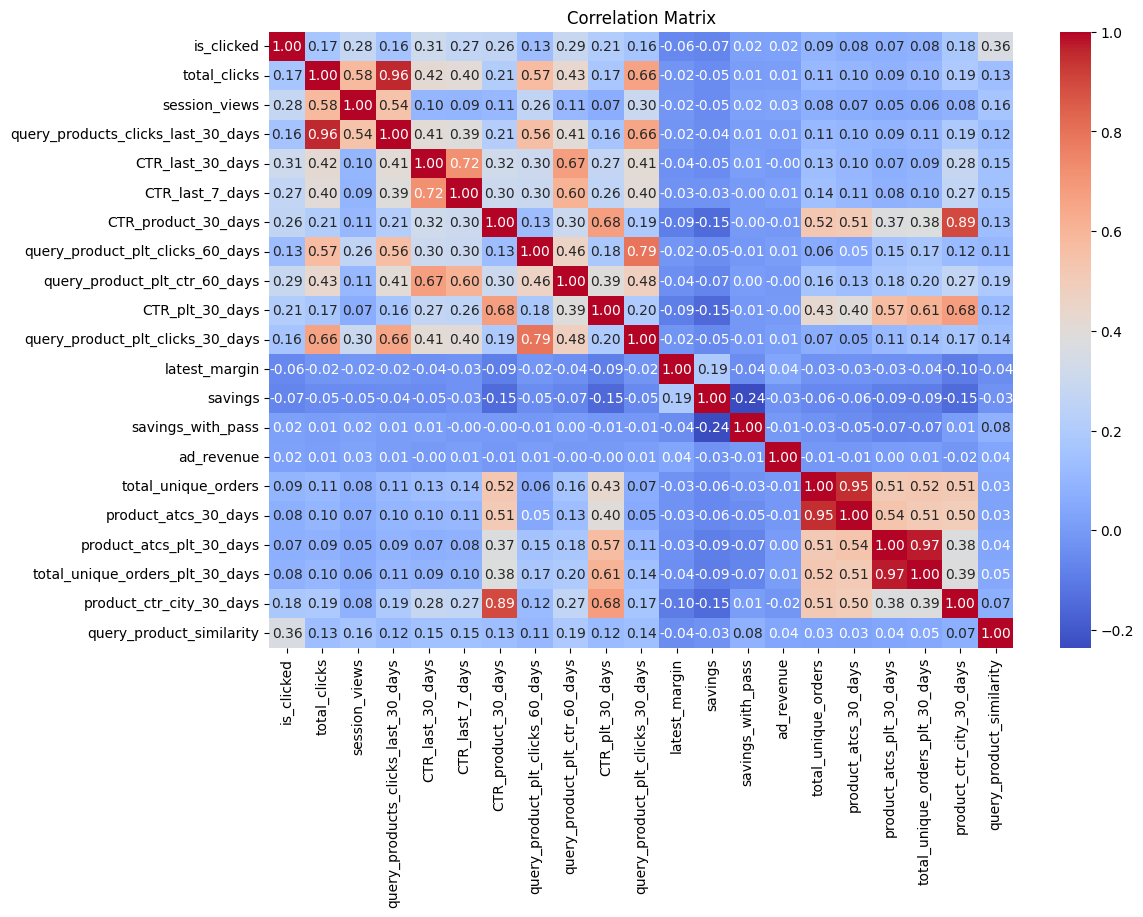 Correlation Matrix
is_clicked 1.00 0.17 0.28 0.16 0.31 0.27 0.26 0.13 0.29 0.21 0.16 -0.06 -0.07 0.02 0.02 0.09 0.08 0.07 0.08 0.18 0.36
total_clicks 0.17 1.00 0.58 0.96 0.42 0.40 0.21 0.57 0.43 0.17 0.66 -0.02 -0.05 0.01 0.01 0.11 0.10 0.09 0.10 0.19 0.13
session_views 0.28 0.58 1.00 0.54 0.10 0.09 0.11 0.26 0.11 0.07 0.30 -0.02 -0.05 0.02 0.03 0.08 0.07 0.05 0.06 0.08 0.16
query_products_clicks_last_30_days 0.16 0.96 0.54 1.00 0.41 0.39 0.21 0.56 0.41 0.16 0.66 -0.02 -0.04 0.01 0.01 0.11 0.10 0.09 0.11 0.19 0.12
CTR_last_30_days 0.31 0.42 0.10 0.41 1.00 0.72 0.32 0.30 0.67 0.27 0.41 -0.04 -0.05 0.01 -0.00 0.13 0.10 0.07 0.09 0.28 0.15
CTR_last_7_days 0.27 0.40 0.09 0.39 0.72 1.00 0.30 0.30 0.60 0.26 0.40 -0.03 -0.03 -0.00 0.01 0.14 0.11 0.08 0.10 0.27 0.15
CTR_product_30_days 0.26 0.21 0.11 0.21 0.32 0.30 1.00 0.13 0.30 0.68 0.19 -0.09 -0.15 -0.00 -0.01 0.52 0.51 0.37 0.38 0.89 0.13
query_product_plt_clicks_60_days 0.13 0.57 0.26 0.56 0.30 0.30 0.13 1.00 0.46 0.18 0.79 -0.02 -0.05 -0.01 0.01 0.06 0.05 0.15 0.17 0.12 0.11
query_product_plt_ctr_60_days 0.29 0.43 0.11 0.41 0.67 0.60 0.30 0.46 1.00 0.39 0.48 -0.04 -0.07 0.00 -0.00 0.16 0.13 0.18 0.20 0.27 0.19
CTR_plt_30_days 0.21 0.17 0.07 0.16 0.27 0.26 0.68 0.18 0.39 1.00 0.20 -0.09 -0.15 -0.01 -0.00 0.43 0.40 0.57 0.61 0.68 0.12
query_product_plt_clicks_30_days 0.16 0.66 0.30 0.66 0.41 0.40 0.19 0.79 0.48 0.20 1.00 -0.02 -0.05 -0.01 0.01 0.07 0.05 0.11 0.14 0.17 0.14
latest_margin -0.06 -0.02 -0.02 -0.02 -0.04 -0.03 -0.09 -0.02 -0.04 -0.09 -0.02 1.00 0.19 -0.04 0.04 -0.03 -0.03 -0.03 -0.04 -0.10 -0.04
savings -0.07 -0.05 -0.05 -0.04 -0.05 -0.03 -0.15 -0.05 -0.07 -0.15 -0.05 0.19 1.00 -0.24 -0.03 -0.06 -0.06 -0.09 -0.09 -0.15 -0.03
savings_with_pass 0.02 0.01 0.02 0.01 0.01 -0.00 -0.00 -0.01 0.00 -0.01 -0.01 -0.04 -0.24 1.00 -0.01 -0.03 -0.05 -0.07 -0.07 0.01 0.08
ad_revenue 0.02 0.01 0.03 0.01 -0.00 0.01 -0.01 0.01 -0.00 -0.00 0.01 0.04 -0.03 -0.01 1.00 -0.01 -0.01 0.00 0.01 -0.02 0.04
total_unique_orders 0.09 0.11 0.08 0.11 0.13 0.14 0.52 0.06 0.16 0.43 0.07 -0.03 -0.06 -0.03 -0.01 1.00 0.95 0.51 0.52 0.51 0.03
product_atcs_30_days 0.08 0.10 0.07 0.10 0.10 0.11 0.51 0.05 0.13 0.40 0.05 -0.03 -0.06 -0.05 -0.01 0.95 1.00 0.54 0.51 0.50 0.03
product_atcs_plt_30_days 0.07 0.09 0.05 0.09 0.07 0.08 0.37 0.15 0.18 0.57 0.11 -0.03 -0.09 -0.07 0.00 0.51 0.54 1.00 0.97 0.38 0.04
total_unique_orders_plt_30_days 0.08 0.10 0.06 0.11 0.09 0.10 0.38 0.17 0.20 0.61 0.14 -0.04 -0.09 -0.07 0.01 0.52 0.51 0.97 1.00 0.39 0.05
product_ctr_city_30_days 0.18 0.19 0.08 0.19 0.28 0.27 0.89 0.12 0.27 0.68 0.17 -0.10 -0.15 0.01 -0.02 0.51 0.50 0.38 0.39 1.00 0.07
query_product_similarity 0.36 0.13 0.16 0.12 0.15 0.15 0.13 0.11 0.19 0.12 0.14 -0.04 -0.03 0.08 0.04 0.03 0.03 0.04 0.05 0.07 1.00
is_clicked
total_clicks
session_views
query_products_clicks_last_30_days
CTR_last_30_days
CTR_last_7_days
CTR_product_30_days
query_product_plt_clicks_60_days
query_product_plt_ctr_60_days
CTR_plt_30_days
query_product_plt_clicks_30_days
latest_margin
savings
savings_with_pass
ad_revenue
total_unique_orders
product_atcs_30_days
product_atcs_plt_30_days
total_unique_orders_plt_30_days
product_ctr_city_30_days
query_product_similarity
1.0
0.8
0.6
0.4
0.2
0.0
−0.2